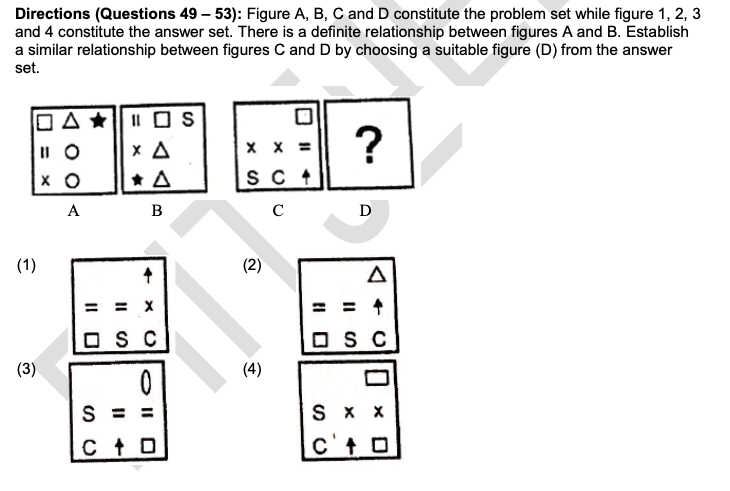 Directions (Questions 49 – 53): Figure A, B, C and D constitute the problem set while figure 1, 2, 3
and 4 constitute the answer set. There is a definite relationship between figures A and B. Establish
a similar relationship between figures C and D by choosing a suitable figure (D) from the answer
set.
□ △ ★ || □ S □ ?
|| ○ x △ x x =
x ○ ★ △ S C ↑
A B C D
(1) (2)
↑ △
= = x = = ↑
□ S C □ S C
(3) (4)
S = = S x x
C ↑ □ C ↑ □